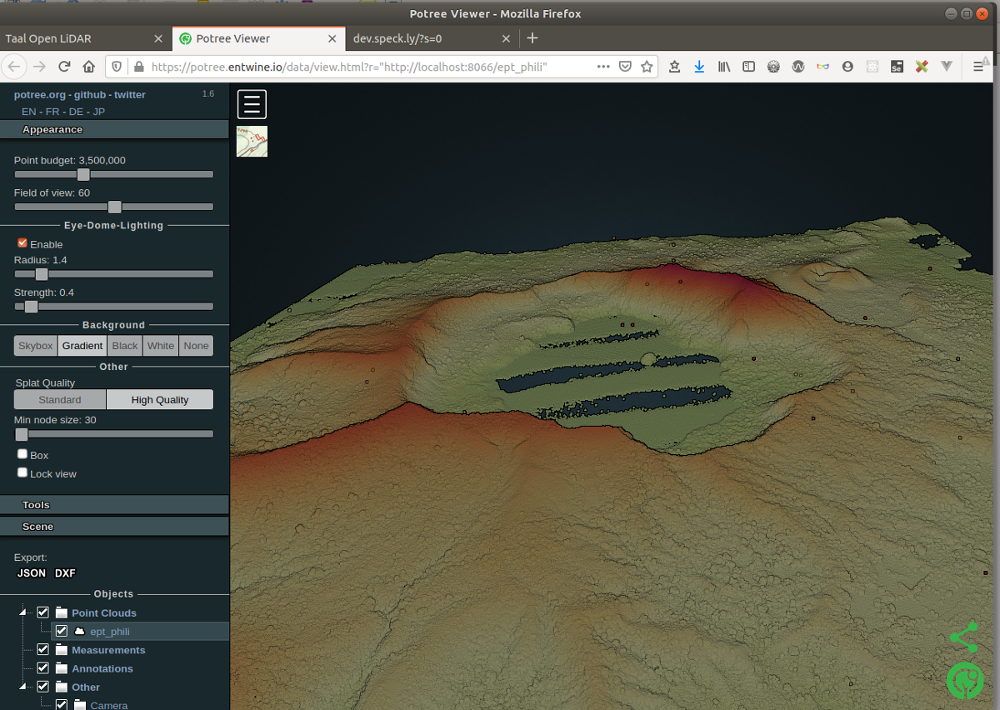 Potree Viewer - Mozilla Firefox
Taal Open LiDAR
Potree Viewer
dev.speck.ly/?s=0
https://potree.entwine.io/data/view.html?r="http://localhost:8066/ept_phili"
potree.org - github - twitter 1.6
EN - FR - DE - JP
Appearance
Point budget: 3,500,000
Field of view: 60
Eye-Dome-Lighting
Enable
Radius: 1.4
Strength: 0.4
Background
Skybox Gradient Black White None
Other
Splat Quality
Standard High Quality
Min node size: 30
Box
Lock view
Tools
Scene
Export:
JSON DXF
Objects
Point Clouds
ept_phili
Measurements
Annotations
Other
Camera